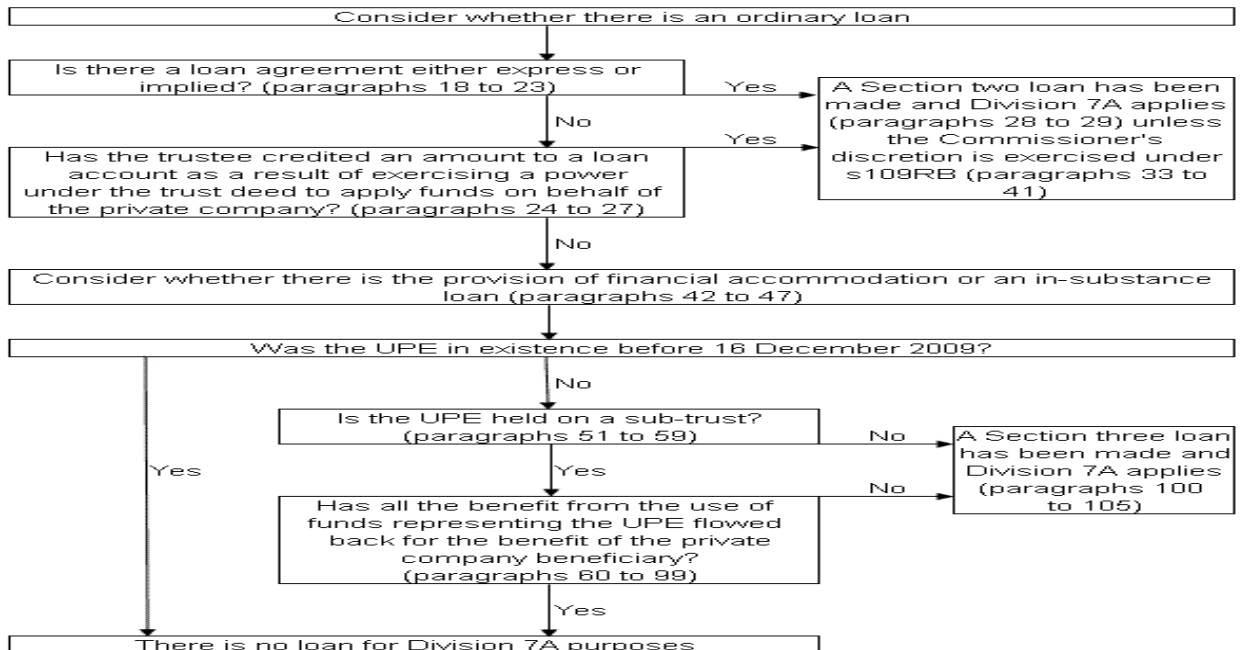 Consider whether there is an ordinary loan
Is there a loan agreement either express or
implied? (paragraphs 18 to 23)
Yes
A Section two loan has been
made and Division 7A applies
(paragraphs 28 to 29) unless
the Commissioner's
discretion is exercised under
s109RB (paragraphs 33 to
41)
No
Yes
Has the trustee credited an amount to a loan
account as a result of exercising a power
under the trust deed to apply funds on behalf of
the private company? (paragraphs 24 to 27)
No
Consider whether there is the provision of financial accommodation or an in-substance
loan (paragraphs 42 to 47)
Was the UPE in existence before 16 December 2009?
No
Is the UPE held on a sub-trust?
(paragraphs 51 to 59)
No
A Section three loan
has been made and
Division 7A applies
(paragraphs 100
to 105)
Yes
Yes
No
Has all the benefit from the use of
funds representing the UPE flowed
back for the benefit of the private
company beneficiary?
(paragraphs 60 to 99)
Yes
There is no loan for Division 7A purposes